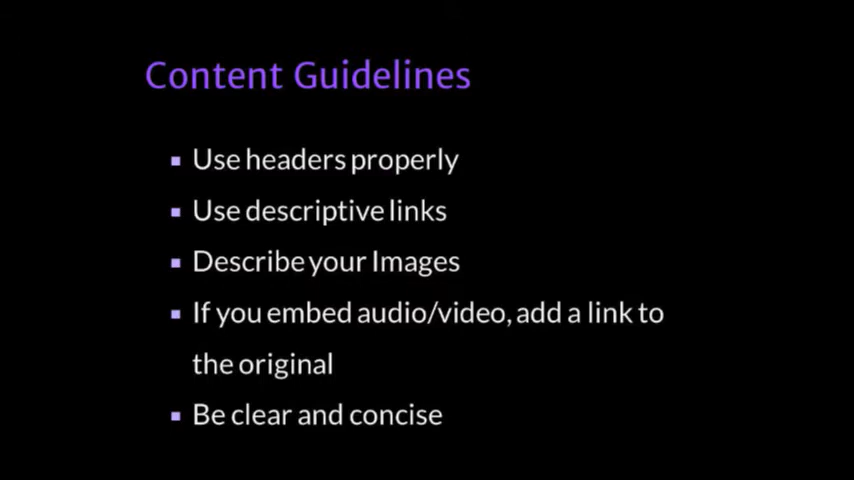 Content Guidelines
Use headers properly
Use descriptive links
Describe your Images
If you embed audio/video, add a link to
the original
Be clear and concise